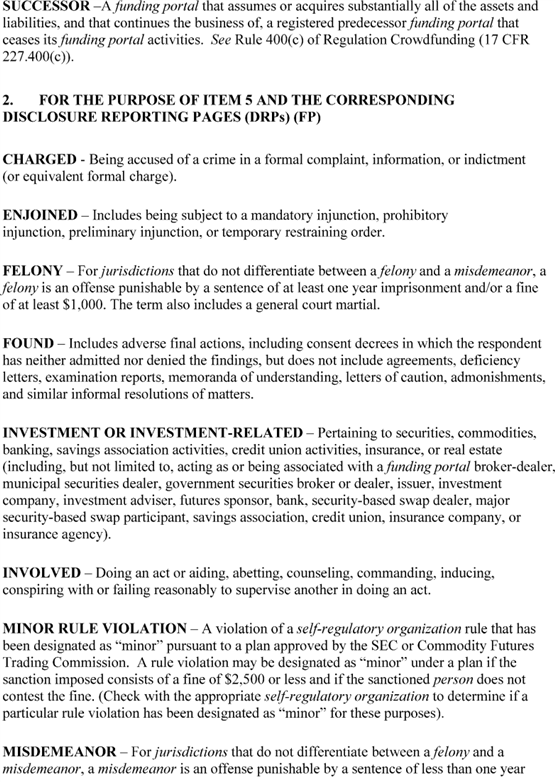 SUCCESSOR –A funding portal that assumes or acquires substantially all of the assets and
liabilities, and that continues the business of, a registered predecessor funding portal that
ceases its funding portal activities. See Rule 400(c) of Regulation Crowdfunding (17 CFR
227.400(c)).
2. FOR THE PURPOSE OF ITEM 5 AND THE CORRESPONDING
DISCLOSURE REPORTING PAGES (DRPs) (FP)
CHARGED - Being accused of a crime in a formal complaint, information, or indictment
(or equivalent formal charge).
ENJOINED – Includes being subject to a mandatory injunction, prohibitory
injunction, preliminary injunction, or temporary restraining order.
FELONY – For jurisdictions that do not differentiate between a felony and a misdemeanor, a
felony is an offense punishable by a sentence of at least one year imprisonment and/or a fine
of at least $1,000. The term also includes a general court martial.
FOUND – Includes adverse final actions, including consent decrees in which the respondent
has neither admitted nor denied the findings, but does not include agreements, deficiency
letters, examination reports, memoranda of understanding, letters of caution, admonishments,
and similar informal resolutions of matters.
INVESTMENT OR INVESTMENT-RELATED – Pertaining to securities, commodities,
banking, savings association activities, credit union activities, insurance, or real estate
(including, but not limited to, acting as or being associated with a funding portal broker-dealer,
municipal securities dealer, government securities broker or dealer, issuer, investment
company, investment adviser, futures sponsor, bank, security-based swap dealer, major
security-based swap participant, savings association, credit union, insurance company, or
insurance agency).
INVOLVED – Doing an act or aiding, abetting, counseling, commanding, inducing,
conspiring with or failing reasonably to supervise another in doing an act.
MINOR RULE VIOLATION – A violation of a self-regulatory organization rule that has
been designated as “minor” pursuant to a plan approved by the SEC or Commodity Futures
Trading Commission. A rule violation may be designated as “minor” under a plan if the
sanction imposed consists of a fine of $2,500 or less and if the sanctioned person does not
contest the fine. (Check with the appropriate self-regulatory organization to determine if a
particular rule violation has been designated as “minor” for these purposes).
MISDEMEANOR – For jurisdictions that do not differentiate between a felony and a
misdemeanor, a misdemeanor is an offense punishable by a sentence of less than one year